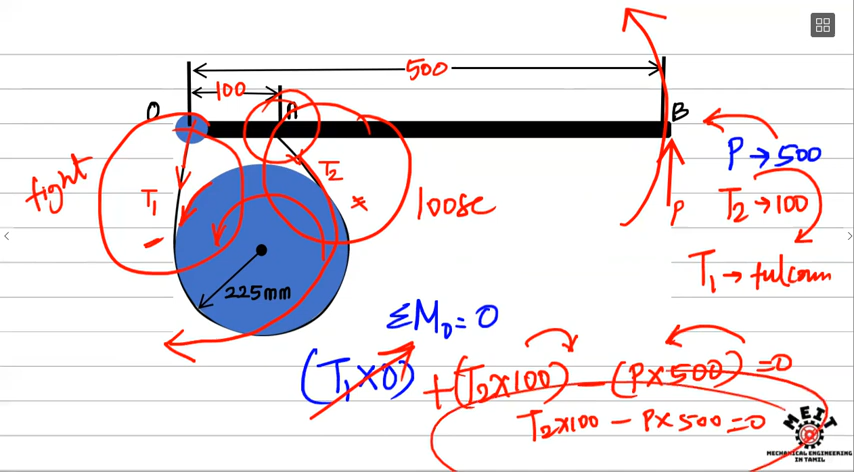 500
100
O
A
B
tight
T1
T2
loose
P
P → 500
T2 → 100
T1 → fulcrum
225mm
ΣM0 = 0
(T1 × 0) + (T2 × 100) − (P × 500) = 0
T2 × 100 − P × 500 = 0
MEIT
MECHANICAL ENGINEERING
IN TAMIL